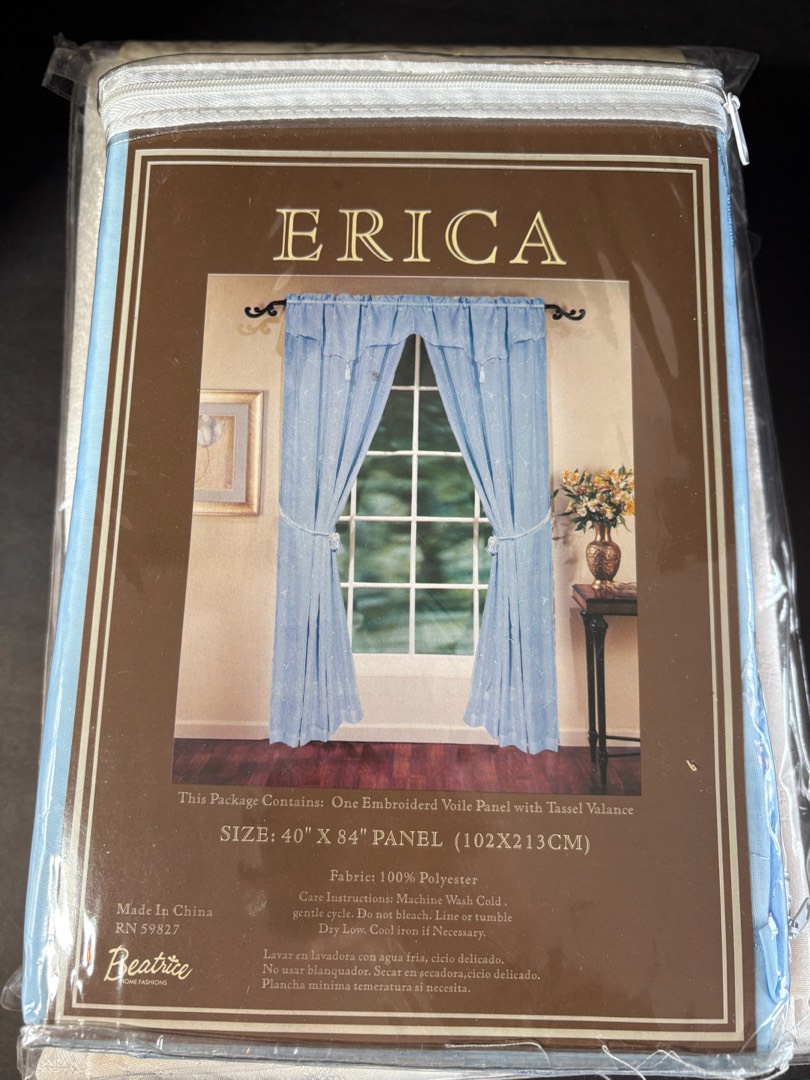 ERICA
This Package Contains: One Embroiderd Voile Panel with Tassel Valance
SIZE: 40" X 84" PANEL (102X213CM)
Fabric: 100% Polyester
Care Instructions: Machine Wash Cold .
gentle cycle. Do not bleach. Line or tumble
Dry Low. Cool iron if Necessary.
Made In China
RN 59827
Beatrice
HOME FASHIONS
Lavar en lavadora con agua fria, cicio delicado.
No usar blanquador. Secar en secadora,cicio delicado.
Plancha minima temeratura si necesita.